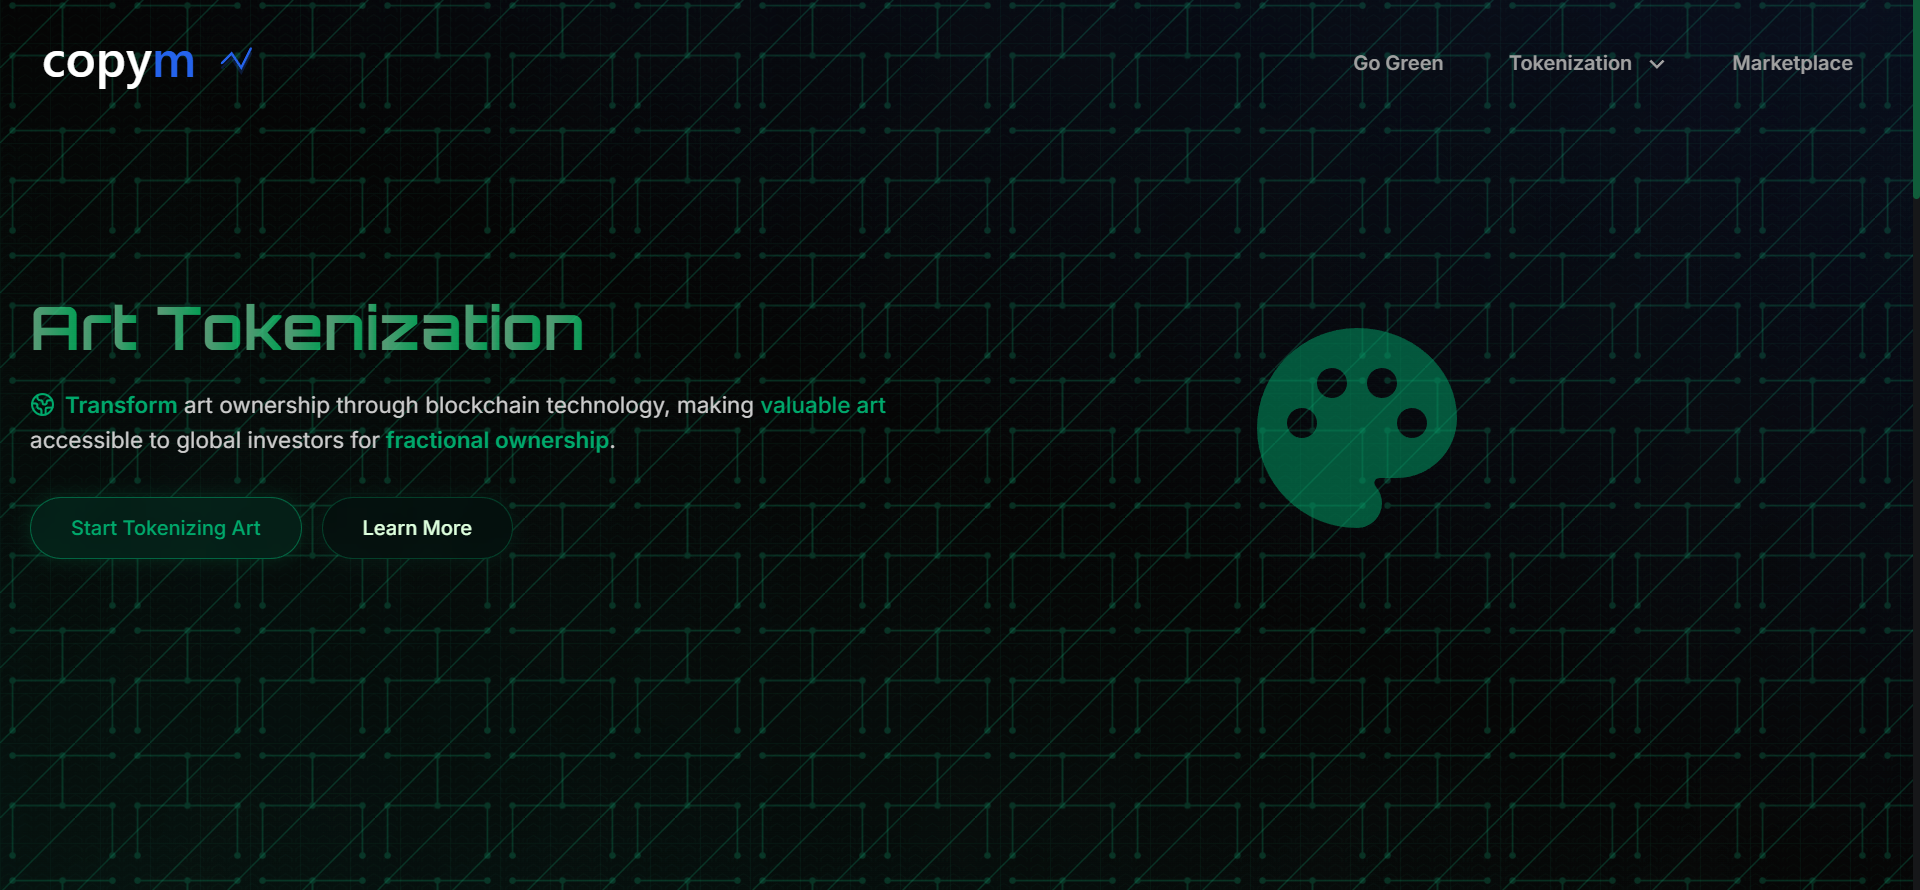 copym
Go Green
Tokenization
Marketplace
Art Tokenization
Transform art ownership through blockchain technology, making valuable art
accessible to global investors for fractional ownership.
Start Tokenizing Art
Learn More